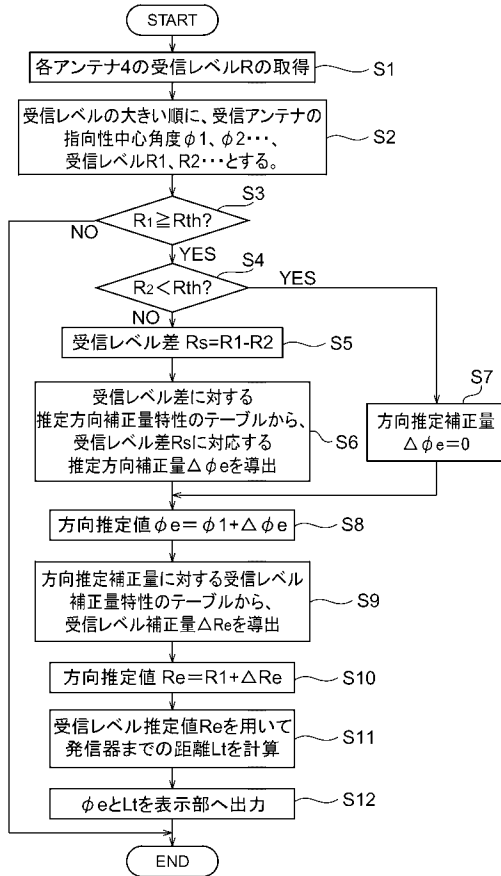 START
各アンテナ4の受信レベルRの取得
S1
受信レベルの大きい順に、受信アンテナの
指向性中心角度φ1、φ2・・・、
受信レベルR1、R2・・・とする。
S2
S3
R1≧Rth?
NO
YES
S4
R2<Rth?
YES
NO
受信レベル差 Rs=R1-R2
S5
受信レベル差に対する
推定方向補正量特性のテーブルから、
受信レベル差Rsに対応する
推定方向補正量△φeを導出
S6
S7
方向推定補正量
△φe=0
方向推定値φe=φ1+△φe
S8
方向推定補正量に対する受信レベル
補正量特性のテーブルから、
受信レベル補正量△Reを導出
S9
方向推定値 Re=R1+△Re
S10
受信レベル推定値Reを用いて
発信器までの距離Ltを計算
S11
φeとLtを表示部へ出力
S12
END